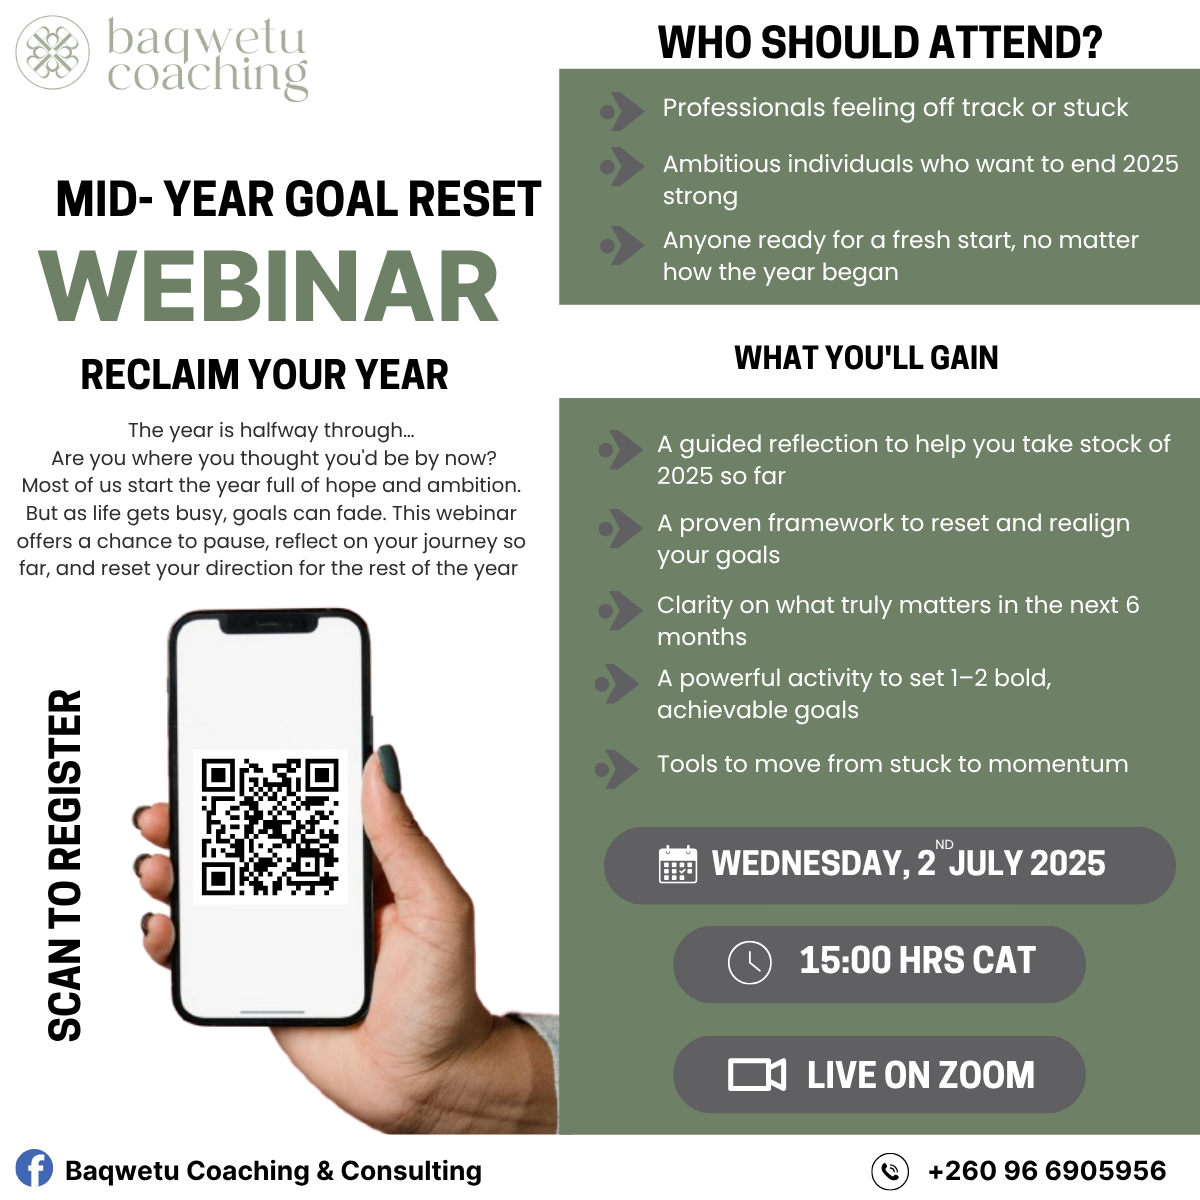 baqwetu
coaching
MID- YEAR GOAL RESET
WEBINAR
RECLAIM YOUR YEAR
The year is halfway through...
Are you where you thought you'd be by now?
Most of us start the year full of hope and ambition.
But as life gets busy, goals can fade. This webinar
offers a chance to pause, reflect on your journey so
far, and reset your direction for the rest of the year
SCAN TO REGISTER
WHO SHOULD ATTEND?
Professionals feeling off track or stuck
Ambitious individuals who want to end 2025
strong
Anyone ready for a fresh start, no matter
how the year began
WHAT YOU'LL GAIN
A guided reflection to help you take stock of
2025 so far
A proven framework to reset and realign
your goals
Clarity on what truly matters in the next 6
months
A powerful activity to set 1–2 bold,
achievable goals
Tools to move from stuck to momentum
WEDNESDAY, 2ND JULY 2025
15:00 HRS CAT
LIVE ON ZOOM
Baqwetu Coaching & Consulting
+260 96 6905956